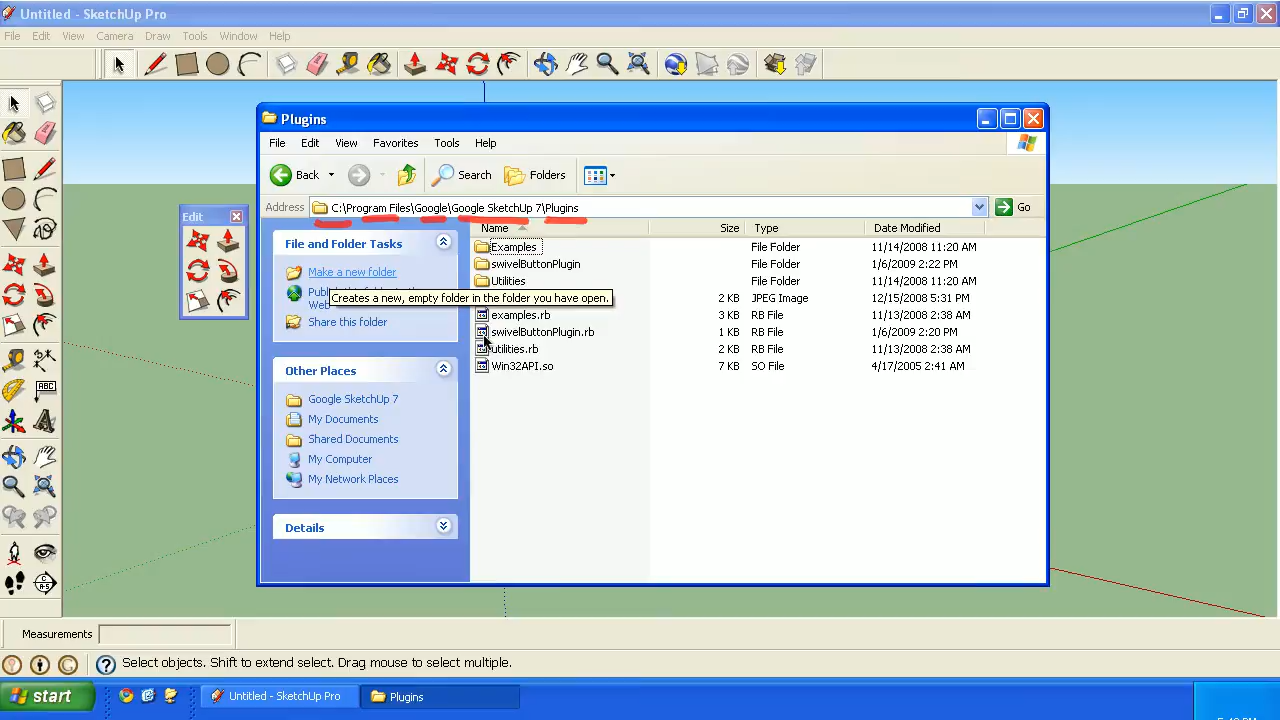 Untitled - SketchUp Pro
File Edit View Camera Draw Tools Window Help
Plugins
File Edit View Favorites Tools Help
Back Search Folders
Address C:\Program Files\Google\Google SketchUp 7\Plugins Go
Edit
File and Folder Tasks
Make a new folder
Publ
Web
Creates a new, empty folder in the folder you have open.
Share this folder
Other Places
Google SketchUp 7
My Documents
Shared Documents
My Computer
My Network Places
Details
Name Size Type Date Modified
Examples File Folder 11/14/2008 11:20 AM
swivelButtonPlugin File Folder 1/6/2009 2:22 PM
Utilities File Folder 11/14/2008 11:20 AM
2 KB JPEG Image 12/15/2008 5:31 PM
examples.rb 3 KB RB File 11/13/2008 2:38 AM
swivelButtonPlugin.rb 1 KB RB File 1/6/2009 2:20 PM
utilities.rb 2 KB RB File 11/13/2008 2:38 AM
Win32API.so 7 KB SO File 4/17/2005 2:41 AM
ABC
A
Measurements
Select objects. Shift to extend select. Drag mouse to select multiple.
start Untitled - SketchUp Pro Plugins